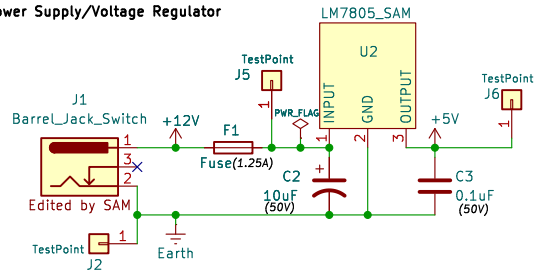 ower Supply/Voltage Regulator
LM7805_SAM
U2
INPUT
GND
OUTPUT
1
2
3
TestPoint
J5
1
PWR_FLAG
TestPoint
J6
1
+5V
J1
Barrel_Jack_Switch
1
3
2
Edited by SAM
+12V
F1
Fuse(1.25A)
+
C2
10uF
(50V)
C3
0.1uF
(50V)
TestPoint
1
J2
Earth